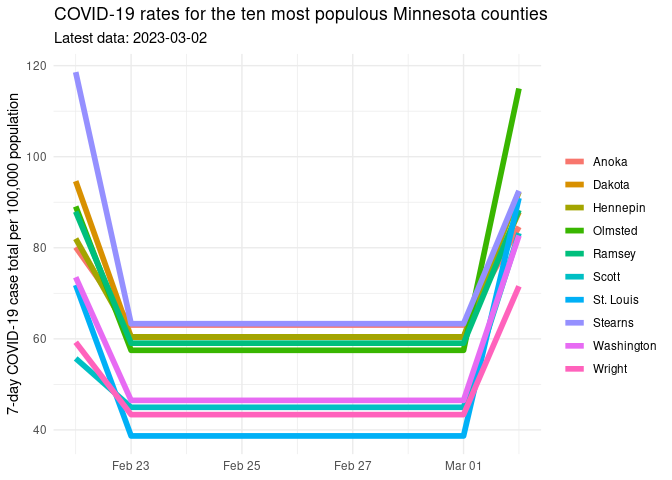 COVID-19 rates for the ten most populous Minnesota counties
Latest data: 2023-03-02
7-day COVID-19 case total per 100,000 population
120
100
80
60
40
Feb 23
Feb 25
Feb 27
Mar 01
Anoka
Dakota
Hennepin
Olmsted
Ramsey
Scott
St. Louis
Stearns
Washington
Wright